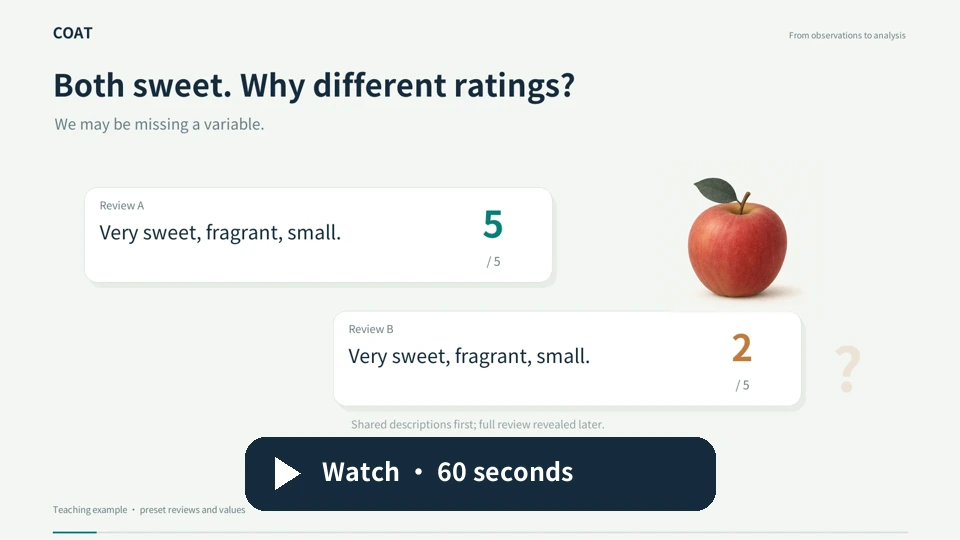 COAT
From observations to analysis
Both sweet. Why different ratings?
We may be missing a variable.
Review A
Very sweet, fragrant, small.
5
/ 5
Review B
Very sweet, fragrant, small.
2
/ 5
?
Shared descriptions first; full review revealed later.
Watch • 60 seconds
Teaching example • preset reviews and values